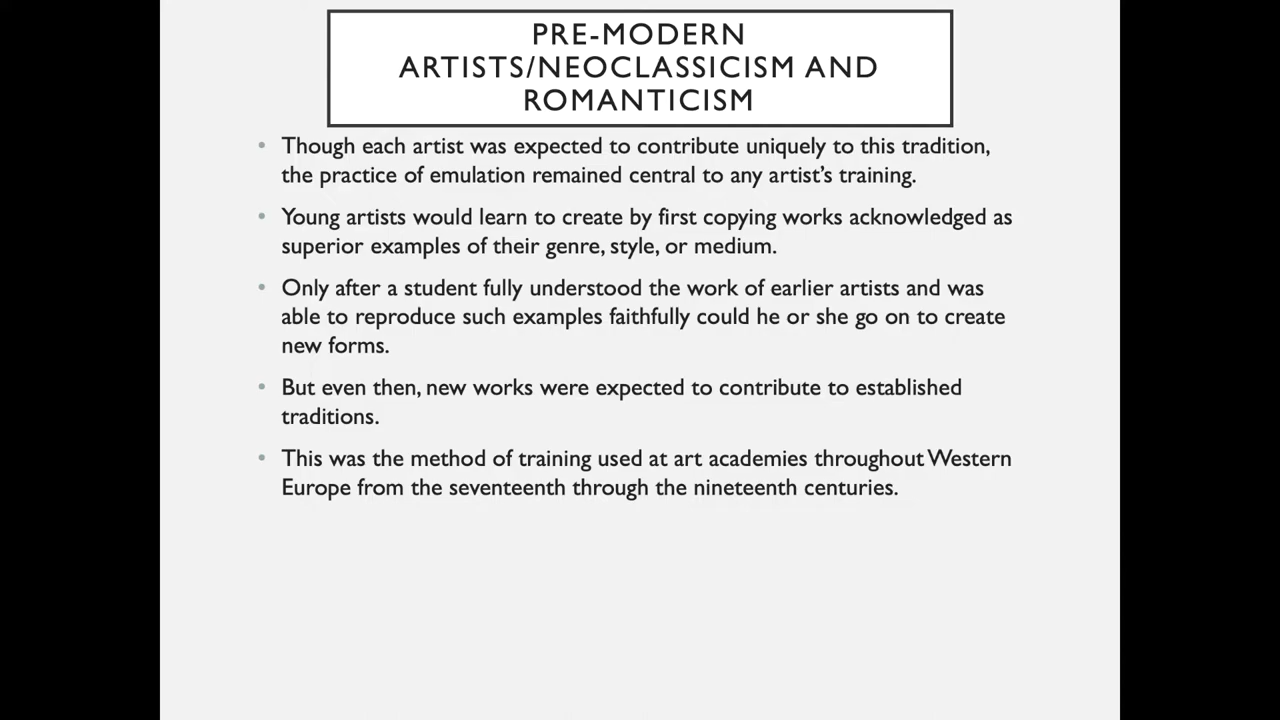 PRE-MODERN
ARTISTS/NEOCLASSICISM AND
ROMANTICISM
• Though each artist was expected to contribute uniquely to this tradition,
the practice of emulation remained central to any artist’s training.
• Young artists would learn to create by first copying works acknowledged as
superior examples of their genre, style, or medium.
• Only after a student fully understood the work of earlier artists and was
able to reproduce such examples faithfully could he or she go on to create
new forms.
• But even then, new works were expected to contribute to established
traditions.
• This was the method of training used at art academies throughout Western
Europe from the seventeenth through the nineteenth centuries.